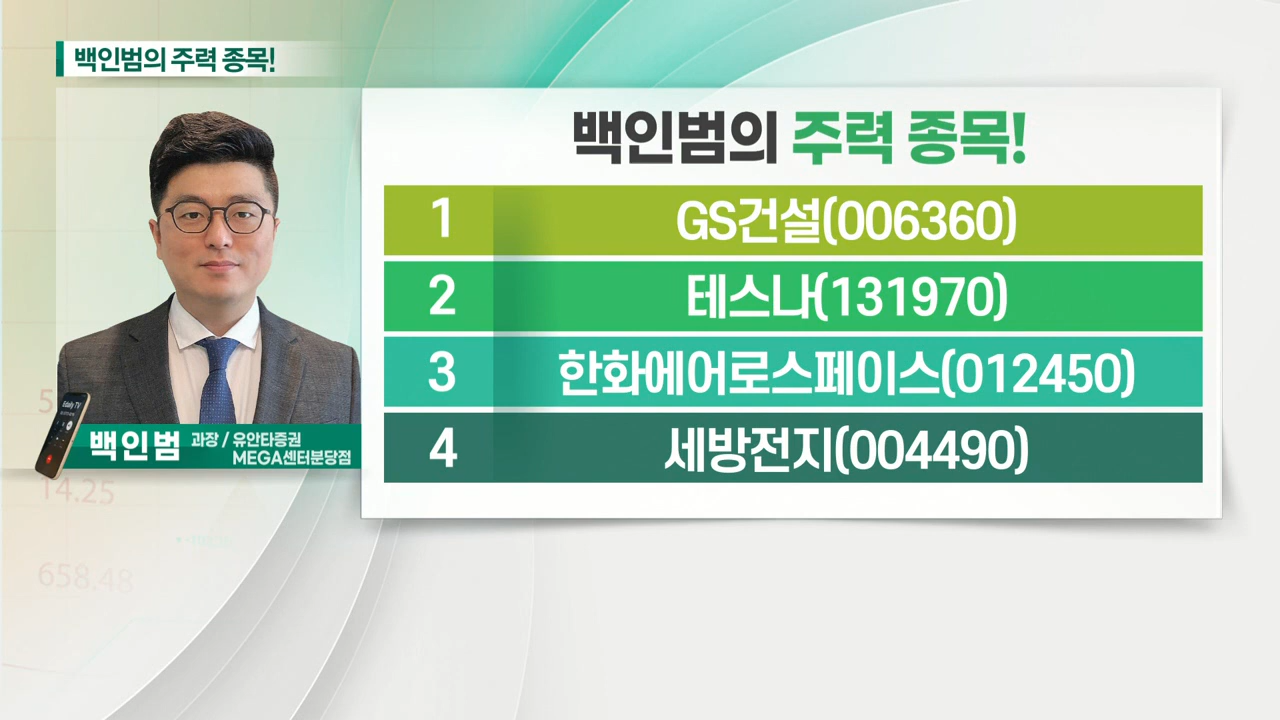 백인범의 주력 종목!
백인범의 주력 종목!
1 GS건설(006360)
2 테스나(131970)
3 한화에어로스페이스(012450)
4 세방전지(004490)
Edaily TV
백인범 과장 / 유안타증권
MEGA센터분당점
14.25
658.48